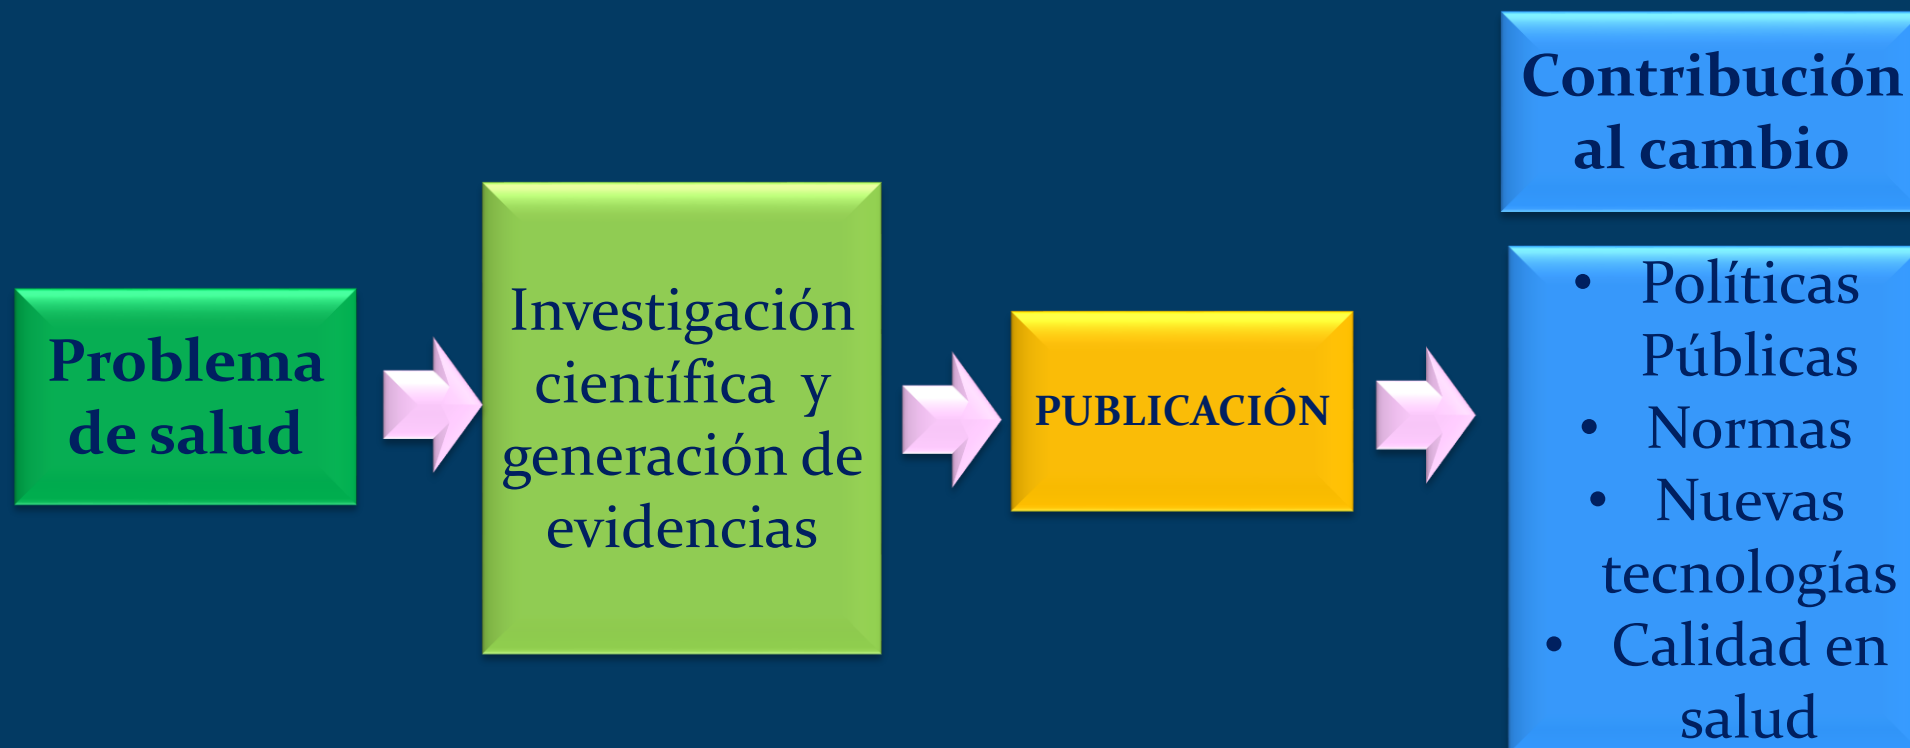 Problema
de salud
Investigación
científica y
generación de
evidencias
PUBLICACIÓN
Contribución
al cambio
• Políticas
Públicas
• Normas
• Nuevas
tecnologías
• Calidad en
salud